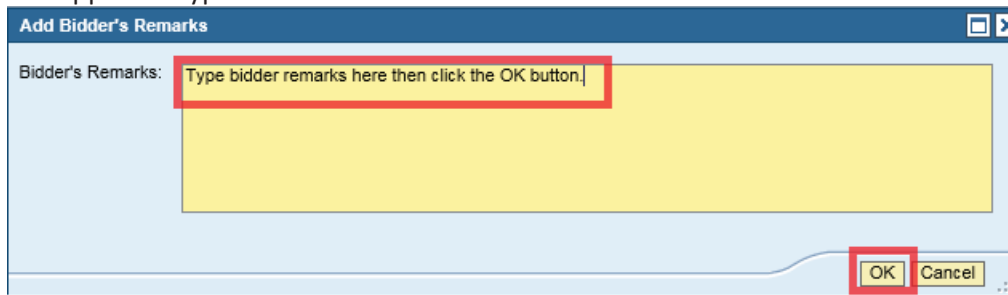 Add Bidder's Remarks
Bidder's Remarks: Type bidder remarks here then click the OK button.
OK Cancel